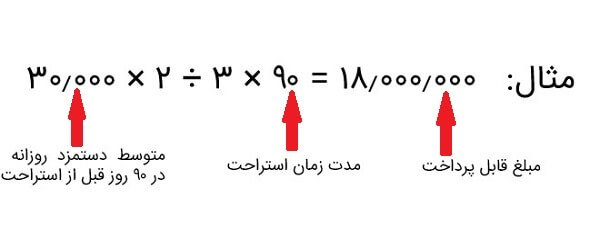 مثال: ۳۰٫۰۰۰ × ۲ ÷ ۳ × ۹۰ = ۱۸٫۰۰۰٫۰۰۰
متوسط دستمزد روزانه
در ۹۰ روز قبل از استراحت
مدت زمان استراحت
مبلغ قابل پرداخت